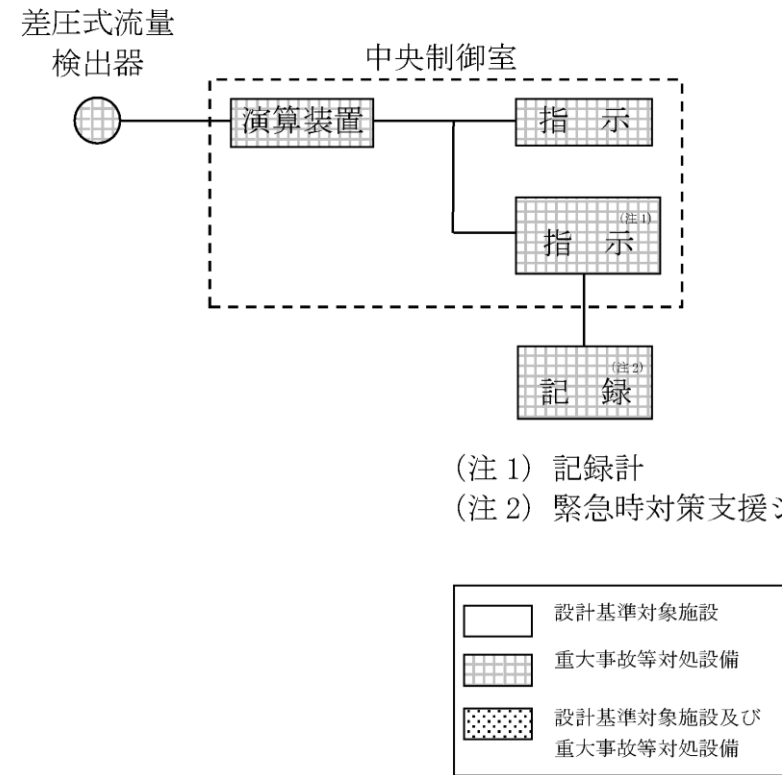 差圧式流量
検出器
中央制御室
演算装置
指 示
指 示 (注1)
記 録 (注2)
(注 1) 記録計
(注 2) 緊急時対策支援シ
設計基準対象施設
重大事故等対処設備
設計基準対象施設及び
重大事故等対処設備